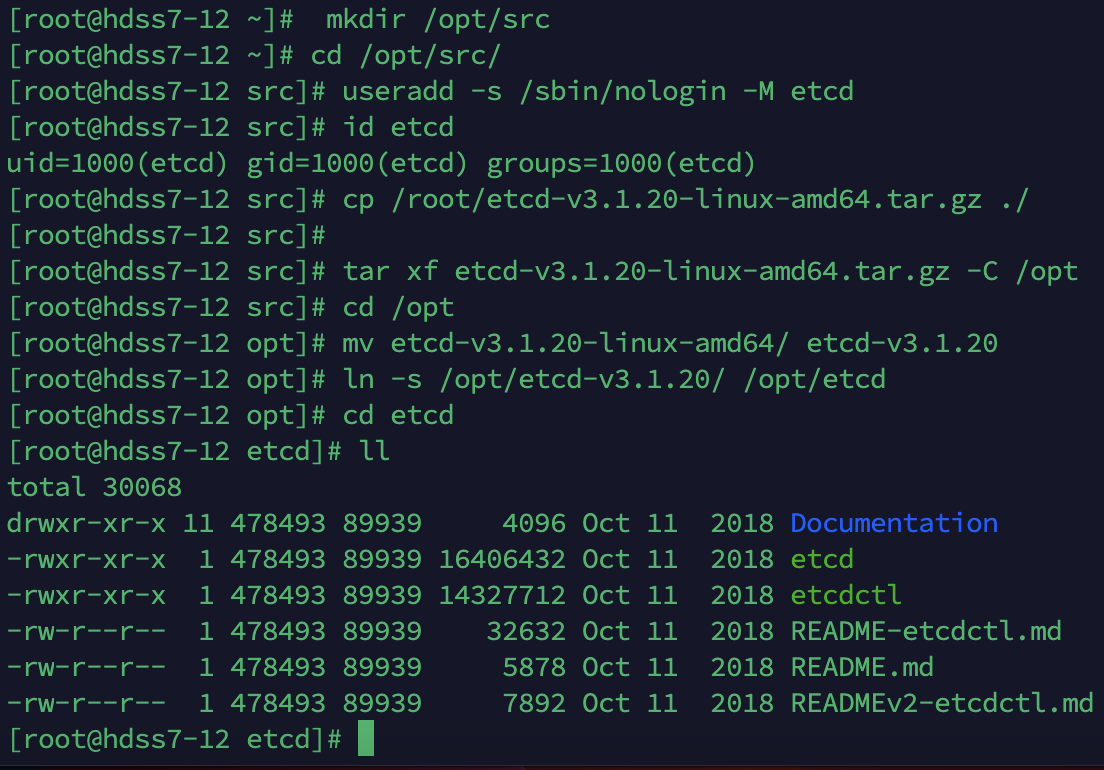 [root@hdss7-12 ~]#  mkdir /opt/src
[root@hdss7-12 ~]# cd /opt/src/
[root@hdss7-12 src]# useradd -s /sbin/nologin -M etcd
[root@hdss7-12 src]# id etcd
uid=1000(etcd) gid=1000(etcd) groups=1000(etcd)
[root@hdss7-12 src]# cp /root/etcd-v3.1.20-linux-amd64.tar.gz ./
[root@hdss7-12 src]#
[root@hdss7-12 src]# tar xf etcd-v3.1.20-linux-amd64.tar.gz -C /opt
[root@hdss7-12 src]# cd /opt
[root@hdss7-12 opt]# mv etcd-v3.1.20-linux-amd64/ etcd-v3.1.20
[root@hdss7-12 opt]# ln -s /opt/etcd-v3.1.20/ /opt/etcd
[root@hdss7-12 opt]# cd etcd
[root@hdss7-12 etcd]# ll
total 30068
drwxr-xr-x 11 478493 89939     4096 Oct 11  2018 Documentation
-rwxr-xr-x  1 478493 89939 16406432 Oct 11  2018 etcd
-rwxr-xr-x  1 478493 89939 14327712 Oct 11  2018 etcdctl
-rw-r--r--  1 478493 89939    32632 Oct 11  2018 README-etcdctl.md
-rw-r--r--  1 478493 89939     5878 Oct 11  2018 README.md
-rw-r--r--  1 478493 89939     7892 Oct 11  2018 READMEv2-etcdctl.md
[root@hdss7-12 etcd]#